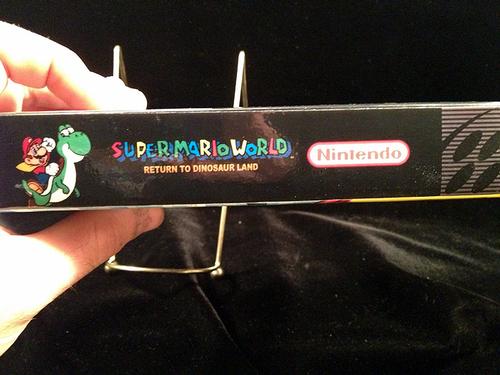 SUPER MARIO WORLD
RETURN TO DINOSAUR LAND
Nintendo